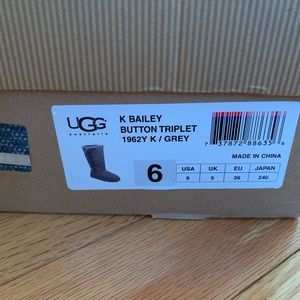 UGG
australia
K BAILEY
BUTTON TRIPLET
1962Y K / GREY
7 37872 88635 6
MADE IN CHINA
6
USA UK EU JAPAN
6 5 36 240